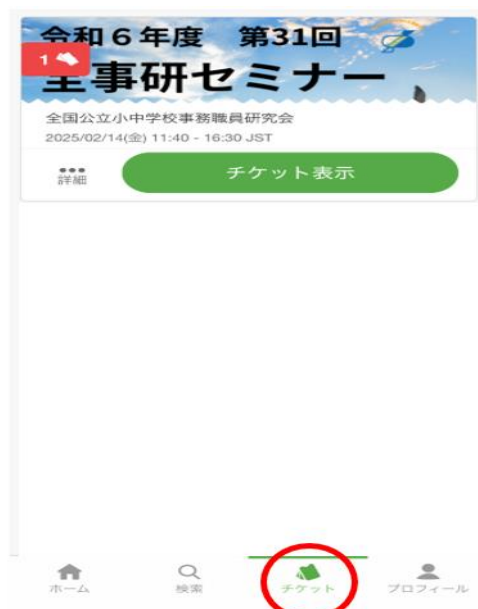 令和６年度　第31回
1
全事研セミナー
全国公立小中学校事務職員研究会
2025/02/14(金) 11:40 - 16:30 JST
詳細
チケット表示
ホーム
検索
チケット
プロフィール